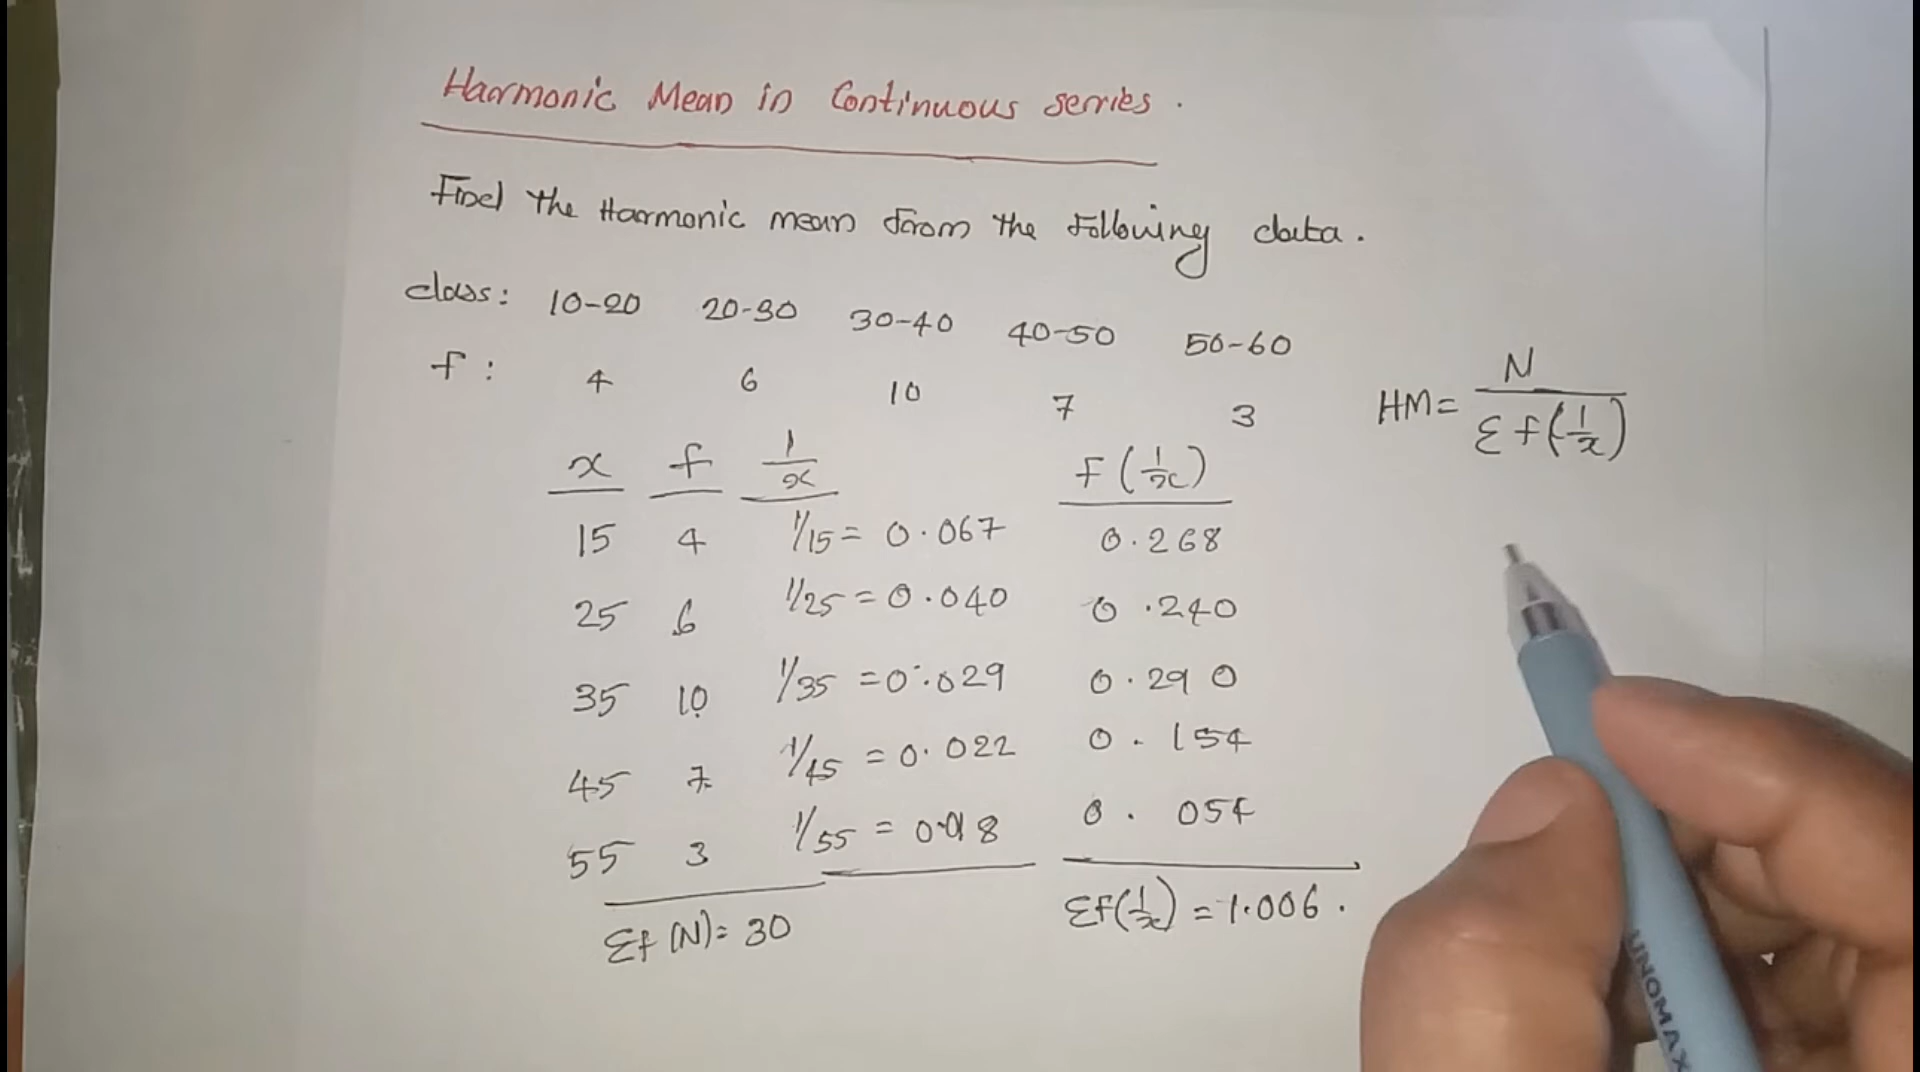 Harmonic Mean in Continuous series.
Find the Harmonic mean from the following data.
class: 10-20 20-30 30-40 40-50 50-60
f: 4 6 10 7 3
HM = N / Σf(1/x)
x f 1/x F(1/x)
15 4 1/15 = 0.067 0.268
25 6 1/25 = 0.040 0.240
35 10 1/35 = 0.029 0.290
45 7 1/45 = 0.022 0.154
55 3 1/55 = 0.018 0.054
Σf (N) = 30 Σf(1/x) = 1.006.
UNOMAX